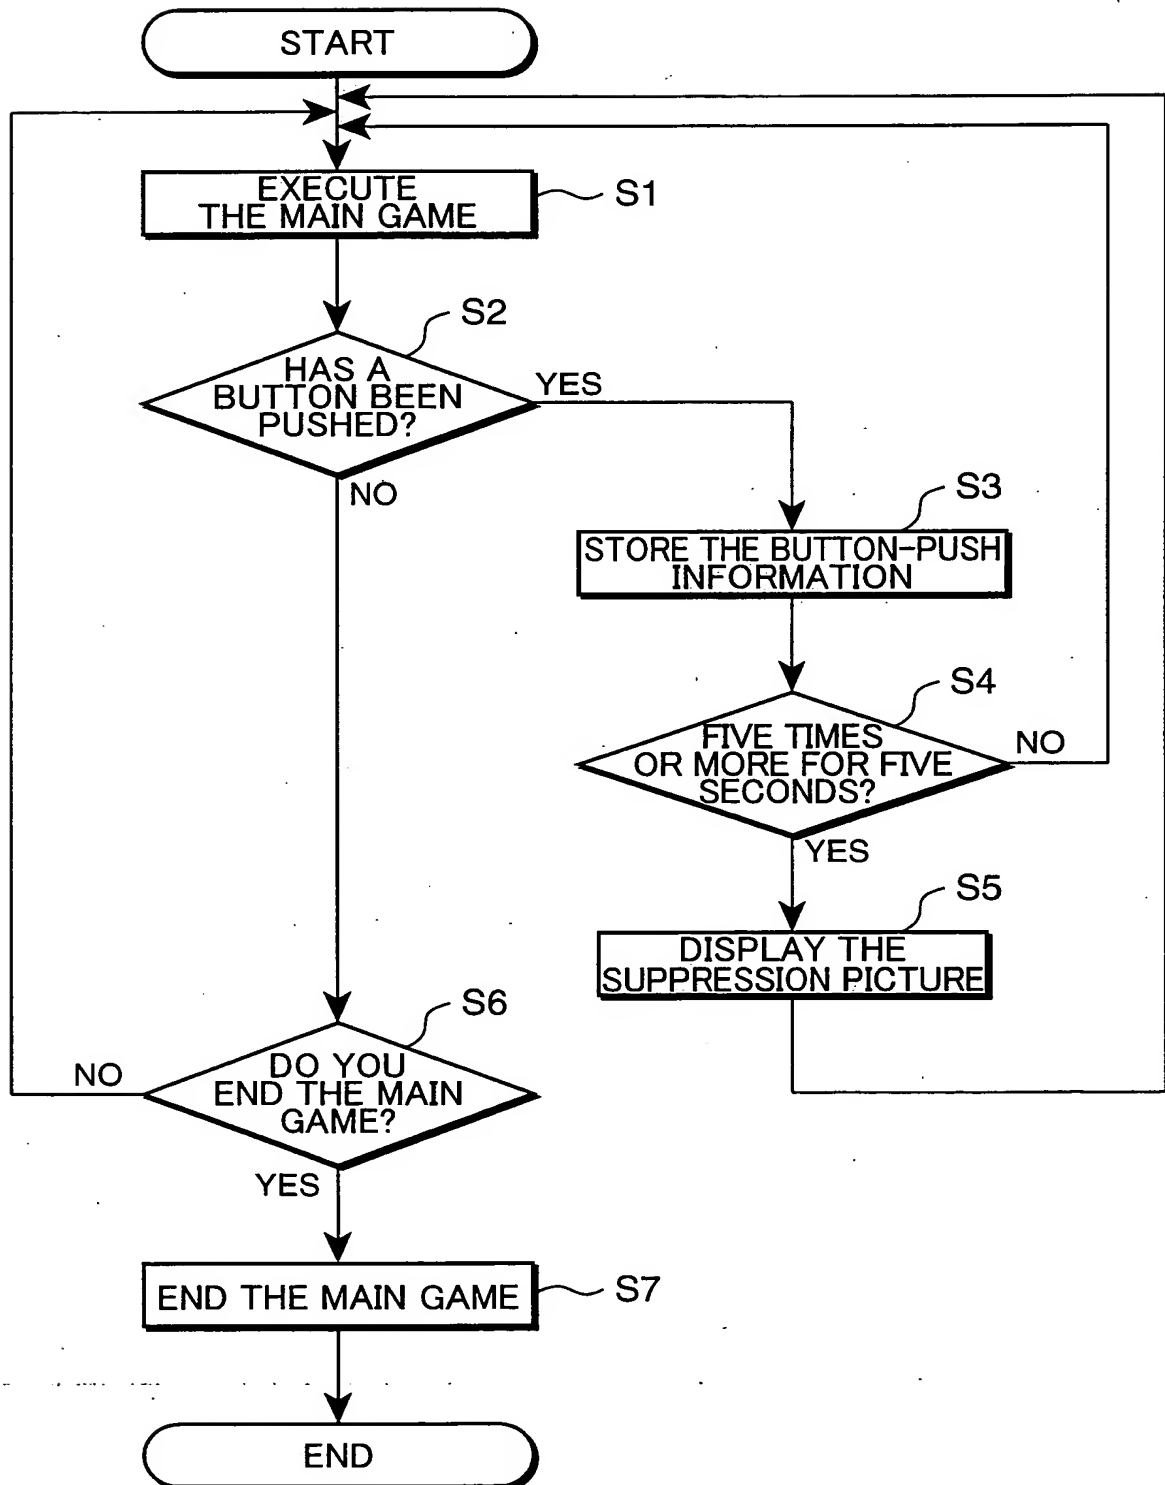 START
EXECUTE
THE MAIN GAME
S1
S2
HAS A
BUTTON BEEN
PUSHED?
YES
NO
S3
STORE THE BUTTON-PUSH
INFORMATION
S4
FIVE TIMES
OR MORE FOR FIVE
SECONDS?
NO
YES
S5
DISPLAY THE
SUPPRESSION PICTURE
S6
DO YOU
END THE MAIN
GAME?
NO
YES
END THE MAIN GAME
S7
END